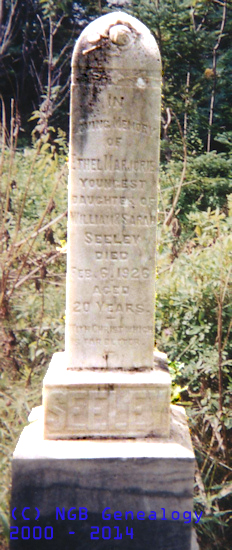 IN
LOVING MEMORY
OF
ETHEL MARJORIE
YOUNGEST
DAUGHTER OF
WILLIAM & SARAH
SEELEY
DIED
FEB. 6, 1926
AGED
20 YEARS.
SEELEY
(C) NGB Genealogy
2000 - 2014